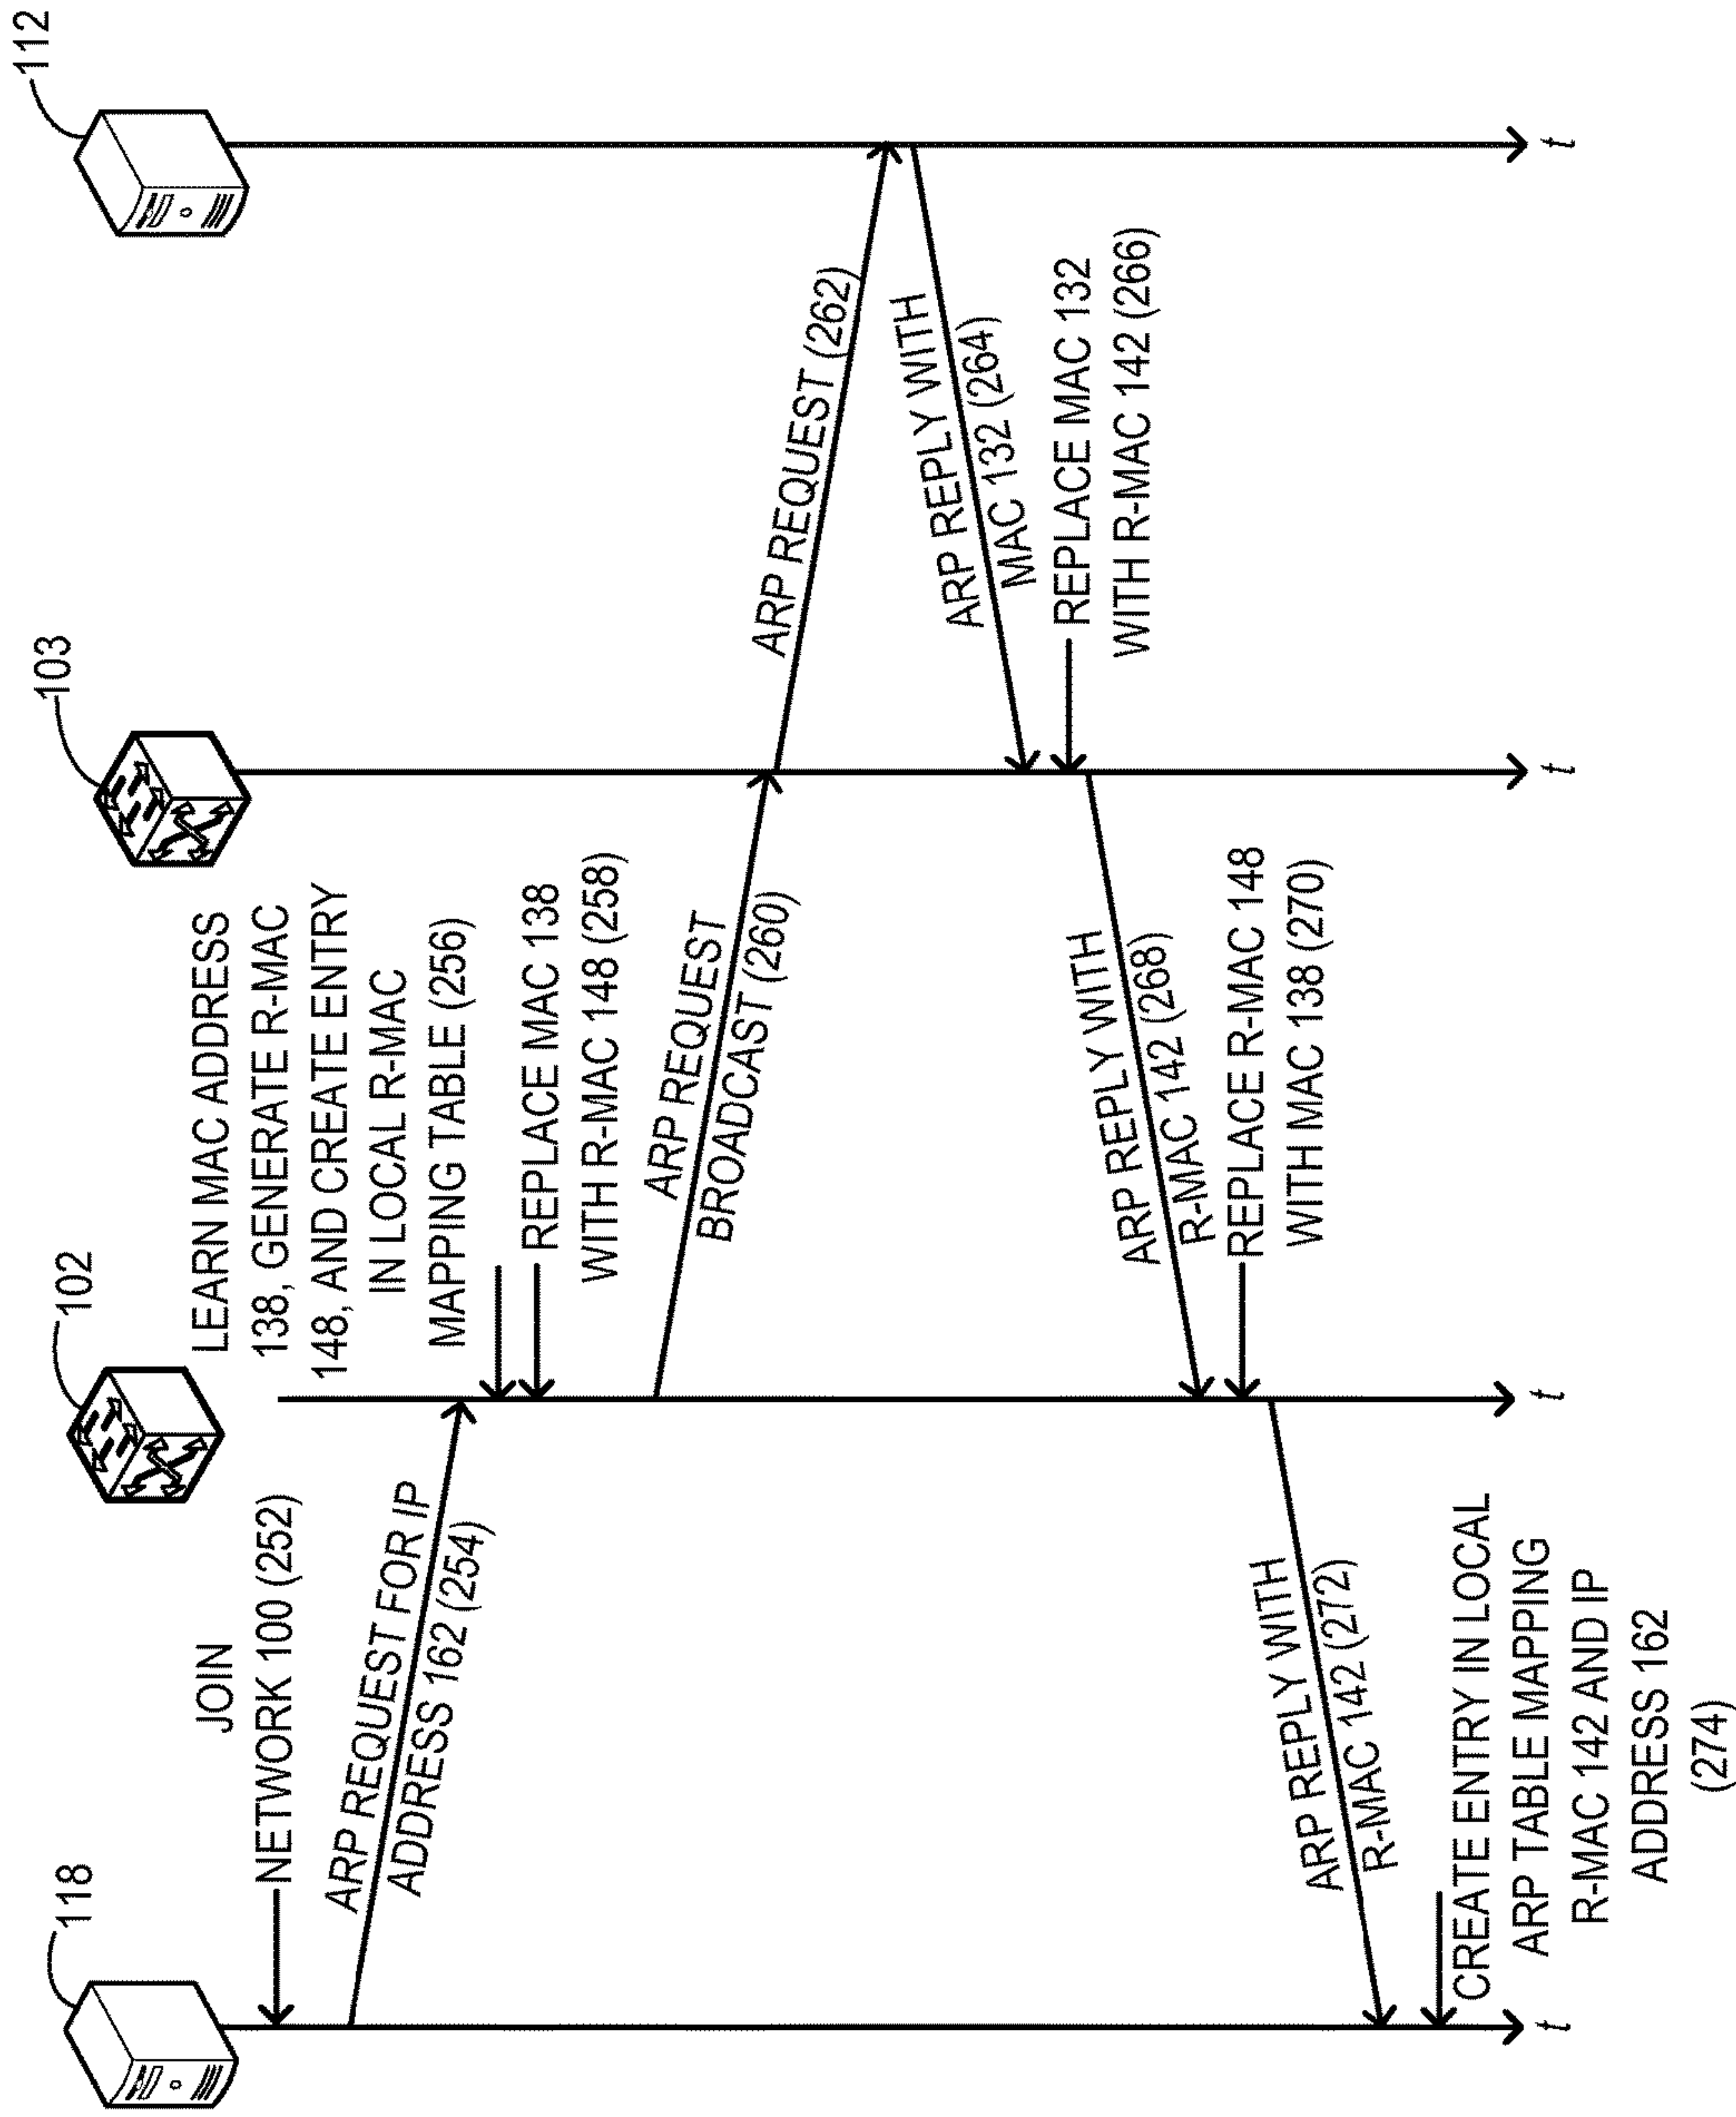 118
102
103
112
JOIN
NETWORK 100 (252)
ARP REQUEST FOR IP
ADDRESS 162 (254)
LEARN MAC ADDRESS
138, GENERATE R-MAC
148, AND CREATE ENTRY
IN LOCAL R-MAC
MAPPING TABLE (256)
REPLACE MAC 138
WITH R-MAC 148 (258)
ARP REQUEST
BROADCAST (260)
ARP REQUEST (262)
ARP REPLY WITH
MAC 132 (264)
REPLACE MAC 132
WITH R-MAC 142 (266)
ARP REPLY WITH
R-MAC 142 (268)
REPLACE R-MAC 148
WITH MAC 138 (270)
ARP REPLY WITH
R-MAC 142 (272)
CREATE ENTRY IN LOCAL
ARP TABLE MAPPING
R-MAC 142 AND IP
ADDRESS 162
(274)
t
t
t
t